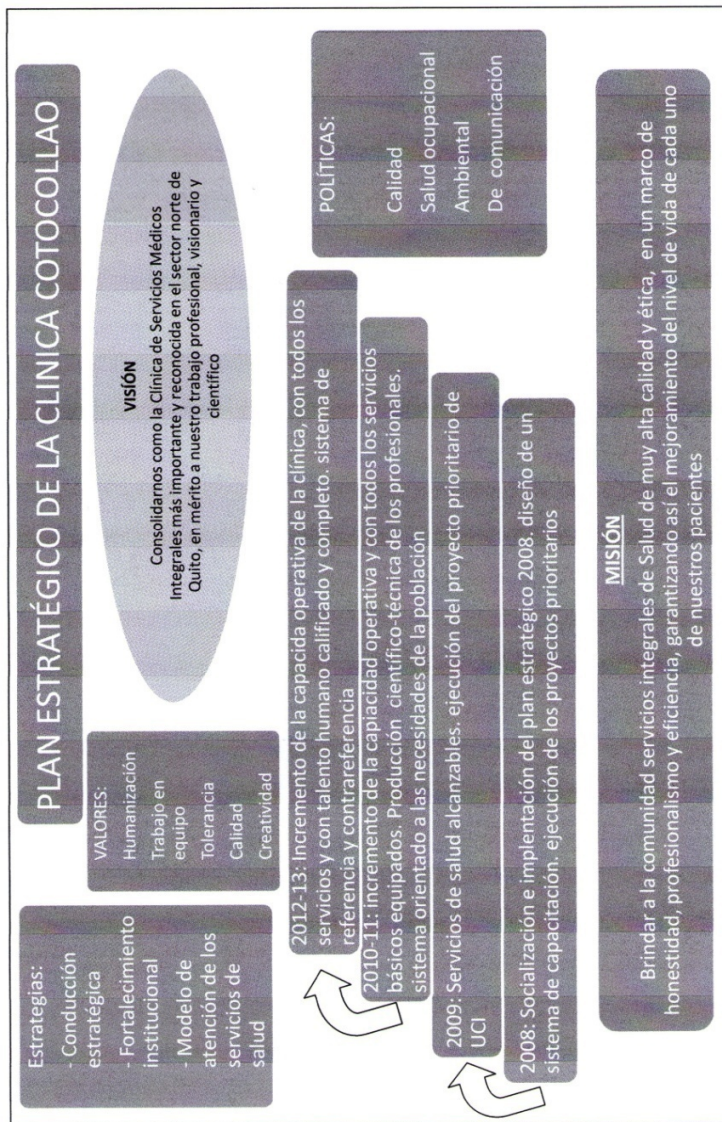 PLAN ESTRATÉGICO DE LA CLINICA COTOCOLLAO
Estrategias:
- Conducción
estratégica
- Fortalecimiento
institucional
- Modelo de
atención de los
servicios de
salud
VALORES:
Humanización
Trabajo en
equipo
Tolerancia
Calidad
Creatividad
VISIÓN
Consolidarnos como la Clínica de Servicios Médicos
Integrales más importante y reconocida en el sector norte de
Quito, en mérito a nuestro trabajo profesional, visionario y
científico
2012-13: Incremento de la capacida operativa de la clínica, con todos los
servicios y con talento humano calificado y completo. sistema de
referencia y contrareferencia
2010-11: incremento de la capiacidad operativa y con todos los servicios
básicos equipados. Producción científico-técnica de los profesionales.
sistema orientado a las necesidades de la población
2009: Servicios de salud alcanzables. ejecución del proyecto prioritario de
UCI
2008: Socialización e implentación del plan estratégico 2008. diseño de un
sistema de capacitación. ejecución de los proyectos prioritarios
POLÍTICAS:
Calidad
Salud ocupacional
Ambiental
De comunicación
MISIÓN
Brindar a la comunidad servicios integrales de Salud de muy alta calidad y ética, en un marco de
honestidad, profesionalismo y eficiencia, garantizando así el mejoramiento del nivel de vida de cada uno
de nuestros pacientes